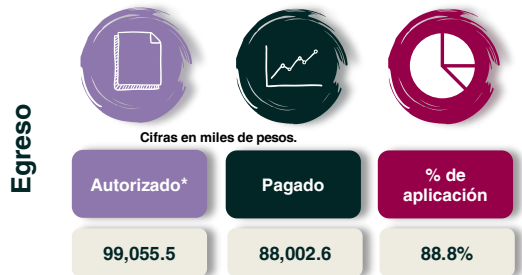 Egreso
Cifras en miles de pesos.
Autorizado*
Pagado
% de
aplicación
99,055.5
88,002.6
88.8%